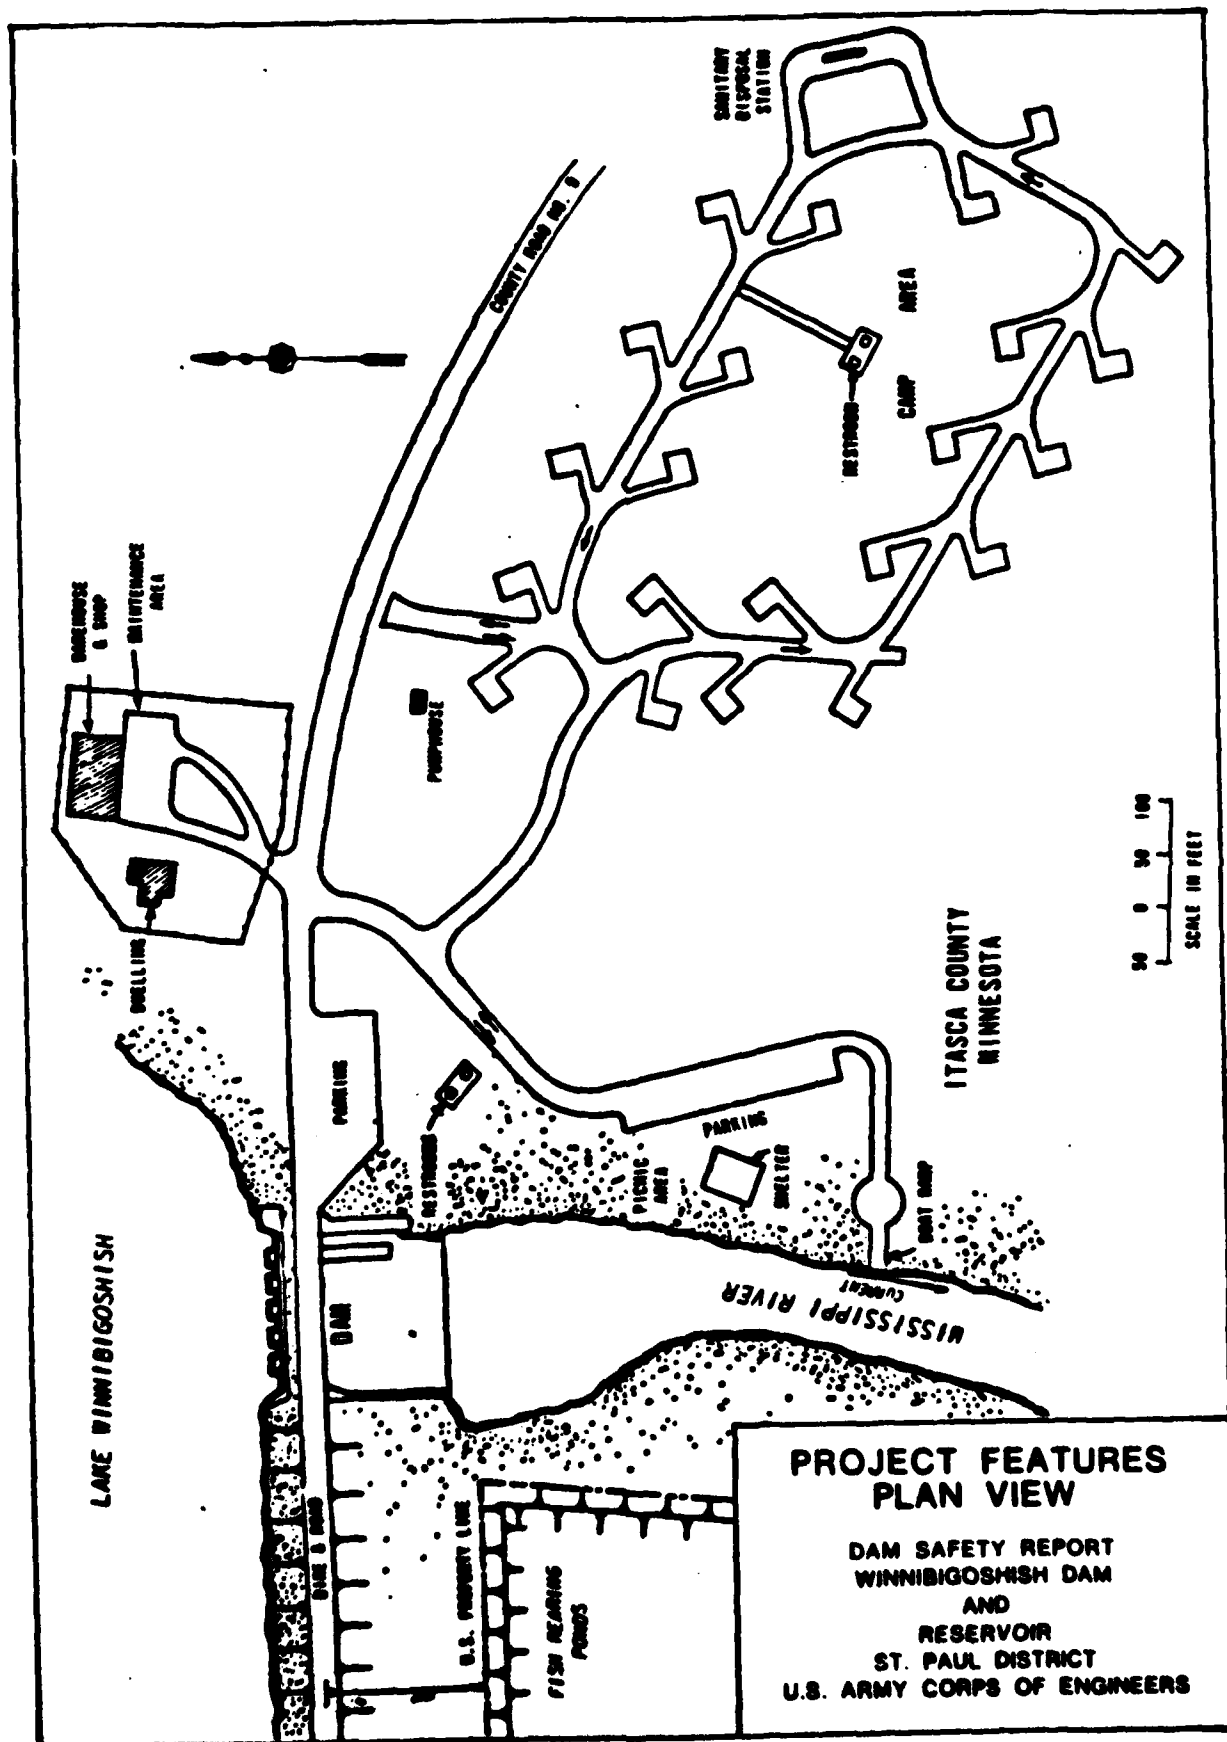 SANITARY
DISPOSAL
STATION
COUNTY ROAD NO. 9
CAMP AREA
RESTROOM
WAREHOUSE
& SHOP
MAINTENANCE
AREA
PUMPHOUSE
DWELLING
PARKING
RESTROOMS
PICNIC
AREA
PARKING
SHELTER
BOAT RAMP
ITASCA COUNTY
MINNESOTA
50 0 50 100
SCALE IN FEET
LAKE WINNIBIGOSHISH
DAM
MISSISSIPPI RIVER
CURRENT
DIKE & ROAD
U.S. PROPERTY LINE
FISH REARING
PONDS
PROJECT FEATURES
PLAN VIEW
DAM SAFETY REPORT
WINNIBIGOSHISH DAM
AND
RESERVOIR
ST. PAUL DISTRICT
U.S. ARMY CORPS OF ENGINEERS